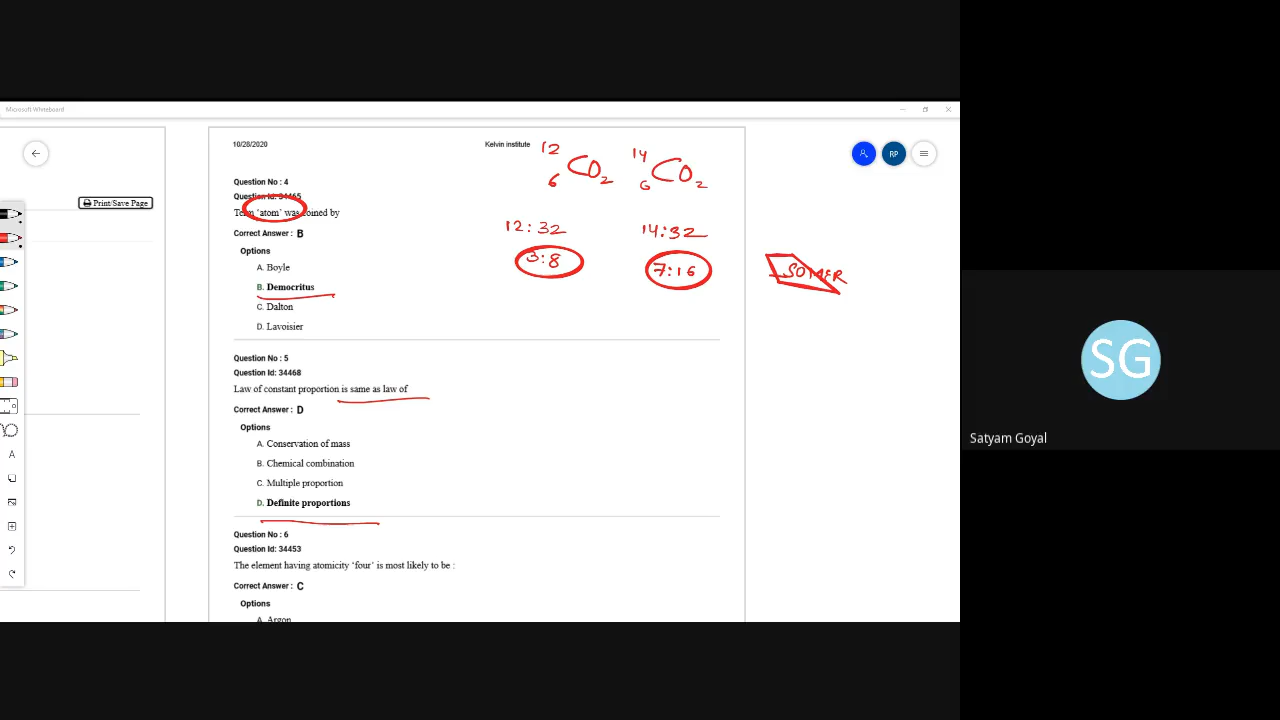 Microsoft Whiteboard
10/28/2020
Kelvin institute
12 6 CO2 14 6 CO2
RP
Print/Save Page
Question No : 4
Question Id: 34465
Term ‘atom’ was coined by
12:32 14:32
Correct Answer : B
Options
3:8 7:16
A. Boyle
B. Democritus
C. Dalton
D. Lavoisier
Question No : 5
Question Id: 34468
Law of constant proportion is same as law of
Correct Answer : D
Options
A. Conservation of mass
B. Chemical combination
C. Multiple proportion
D. Definite proportions
Question No : 6
Question Id: 34453
The element having atomicity ‘four’ is most likely to be :
Correct Answer : C
Options
A. Argon
A
SG
Satyam Goyal